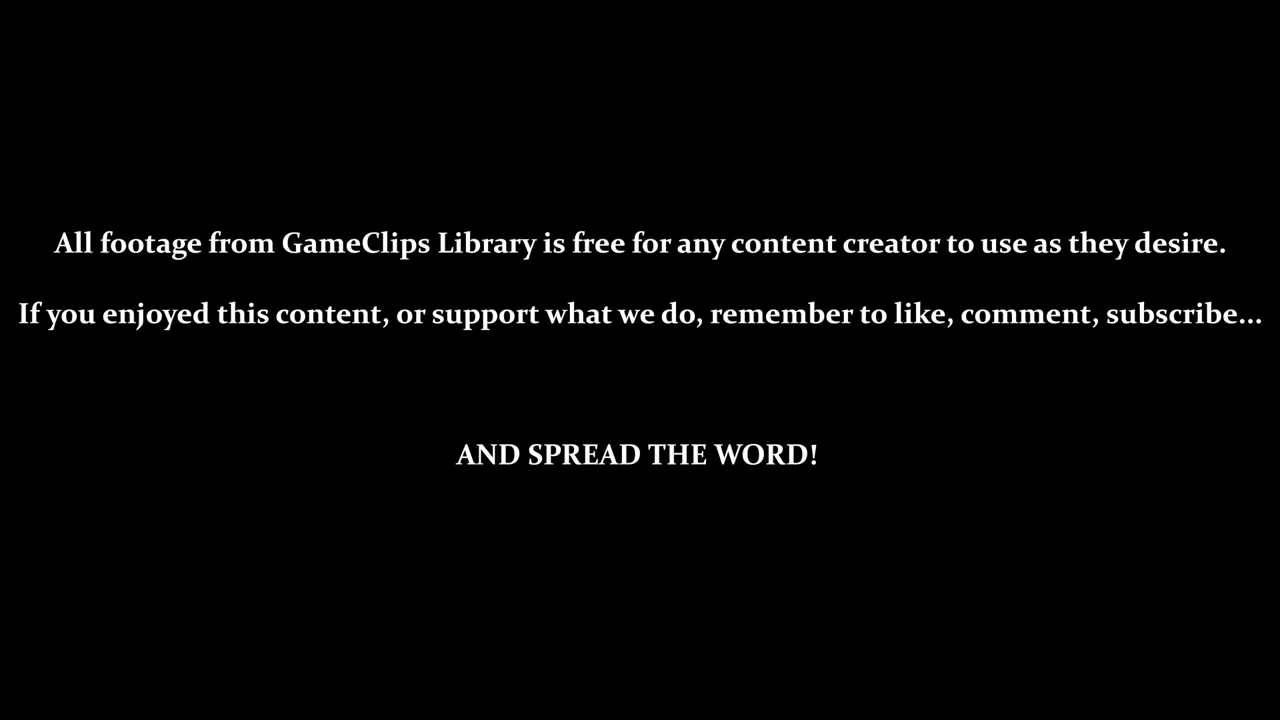 All footage from GameClips Library is free for any content creator to use as they desire.
If you enjoyed this content, or support what we do, remember to like, comment, subscribe...
AND SPREAD THE WORD!